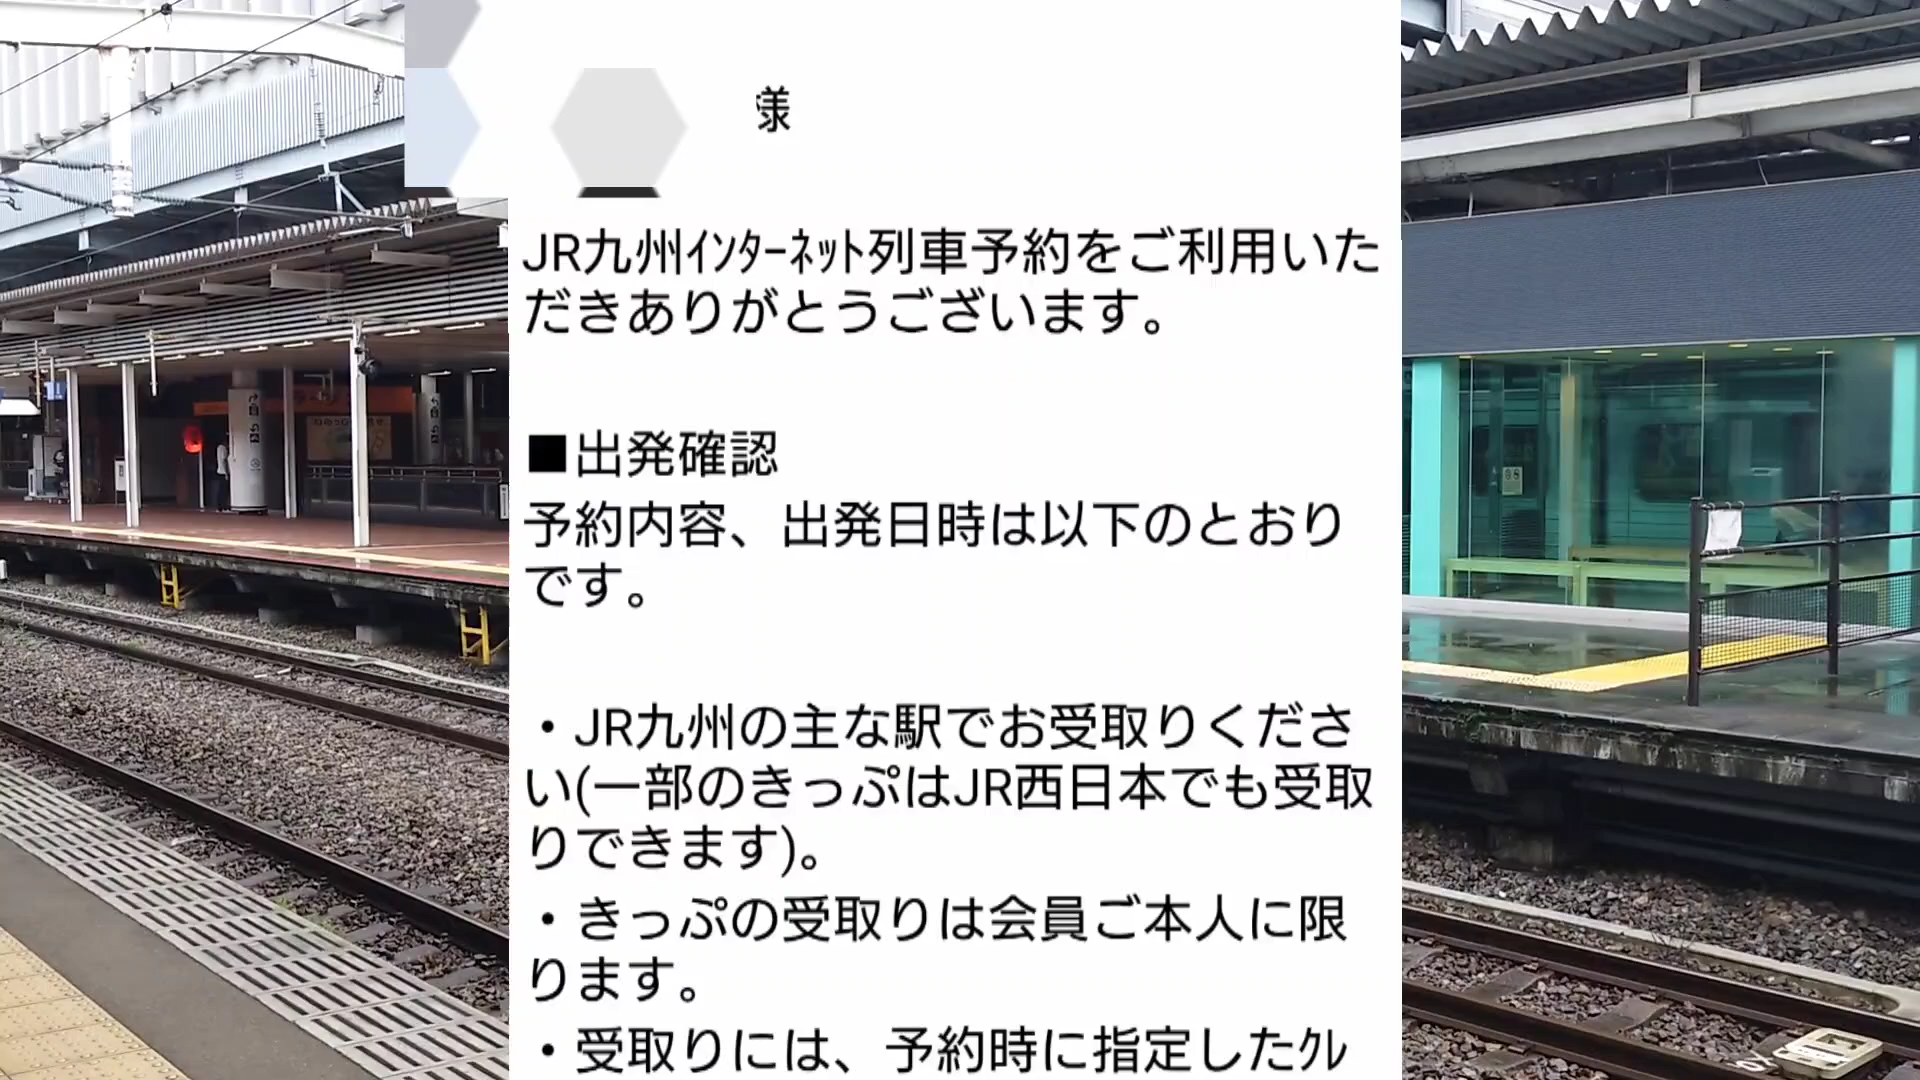 様
JR九州ｲﾝﾀｰﾈｯﾄ列車予約をご利用いた
だきありがとうございます。
■出発確認
予約内容、出発日時は以下のとおり
です。
・JR九州の主な駅でお受取りくださ
い(一部のきっぷはJR西日本でも受取
りできます)。
・きっぷの受取りは会員ご本人に限
ります。
・受取りには、予約時に指定したｸﾚ